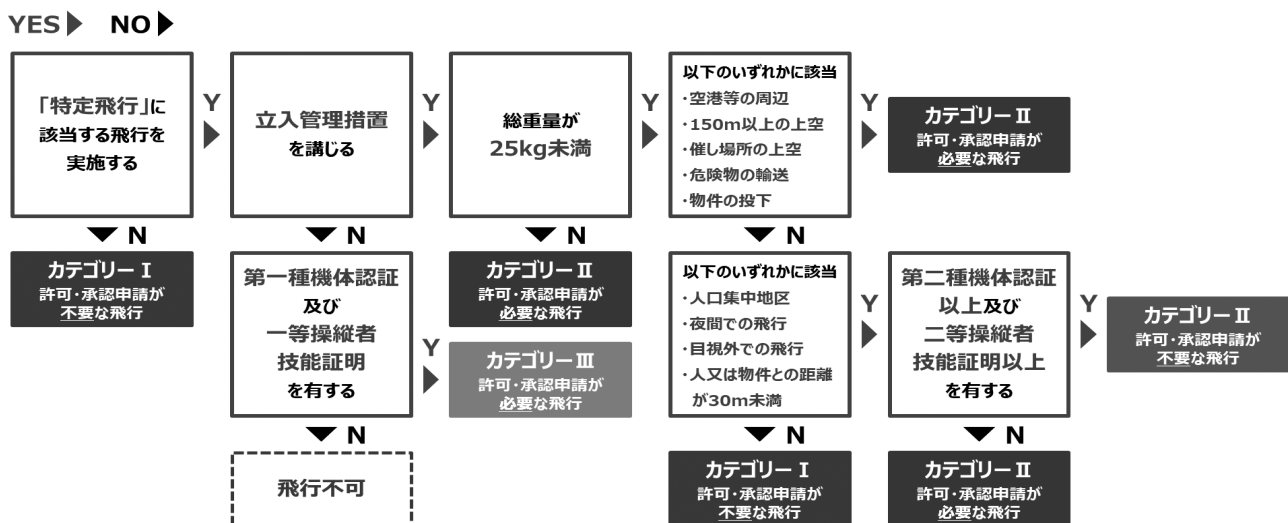 YES▶ NO▶
「特定飛行」に
該当する飛行を
実施する
Y
立入管理措置
を講じる
Y
総重量が
25kg未満
Y
以下のいずれかに該当
・空港等の周辺
・150m以上の上空
・催し場所の上空
・危険物の輸送
・物件の投下
Y
カテゴリーⅡ
許可・承認申請が
必要な飛行
N
N
N
N
カテゴリーⅠ
許可・承認申請が
不要な飛行
第一種機体認証
及び
一等操縦者
技能証明
を有する
Y
カテゴリーⅡ
許可・承認申請が
必要な飛行
カテゴリーⅢ
許可・承認申請が
必要な飛行
以下のいずれかに該当
・人口集中地区
・夜間での飛行
・目視外での飛行
・人又は物件との距離
が30m未満
Y
第二種機体認証
以上及び
二等操縦者
技能証明以上
を有する
Y
カテゴリーⅡ
許可・承認申請が
不要な飛行
N
N
N
飛行不可
カテゴリーⅠ
許可・承認申請が
不要な飛行
カテゴリーⅡ
許可・承認申請が
必要な飛行